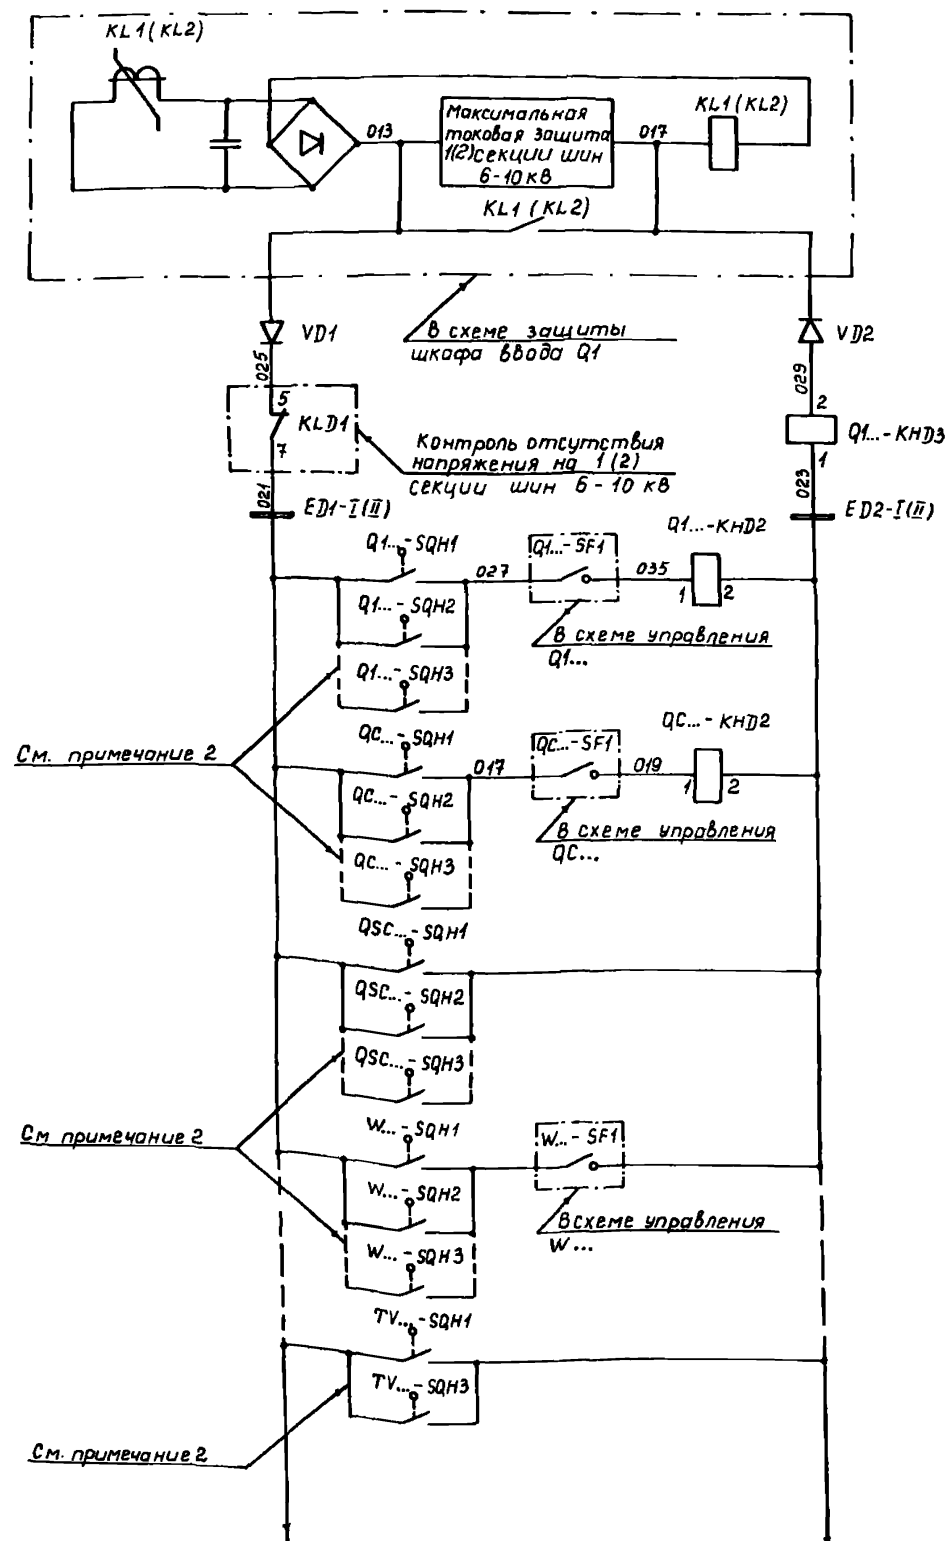 KL1 (KL2)
KL1 (KL2)
013
Максимальная
токовая защита
1(2) секции шин
6-10 кв
017
KL1 (KL2)
VD1
В схеме защиты
шкафа ввода Q1
VD2
025
029
5
KLD1
7
2
Q1...-KHD3
1
Контроль отсутствия
напряжения на 1(2)
секции шин 6-10 кв
021
023
ED1-I(II)
ED2-I(II)
Q1...-SQH1
Q1...-SF1
Q1...-KHD2
027
035
1
2
Q1...-SQH2
В схеме управления
Q1...
Q1...-SQH3
См. примечание 2
QC...-SQH1
QC...-SF1
QC...-KHD2
017
019
1
2
QC...-SQH2
В схеме управления
QC...
QC...-SQH3
QSC...-SQH1
QSC...-SQH2
QSC...-SQH3
См примечание 2
W...-SQH1
W...-SF1
W...-SQH2
В схеме управления
W...
W...-SQH3
TV...-SQH1
TV...-SQH3
См. примечание 2